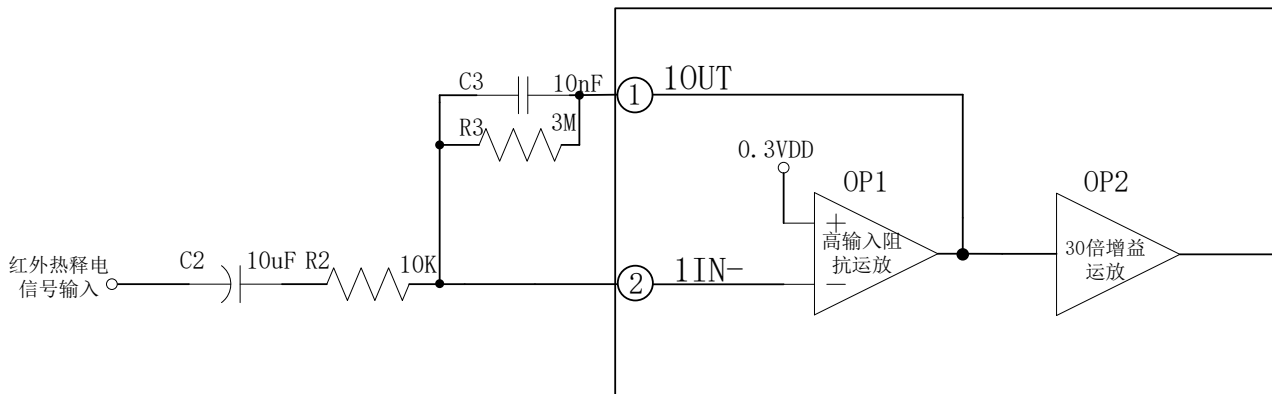 C3
10nF
① 1OUT
R3
3M
0.3VDD
OP1
OP2
+
高输入阻
抗运放
30倍增益
运放
红外热释电
信号输入
C2
10uF
R2
10K
② 1IN-
−